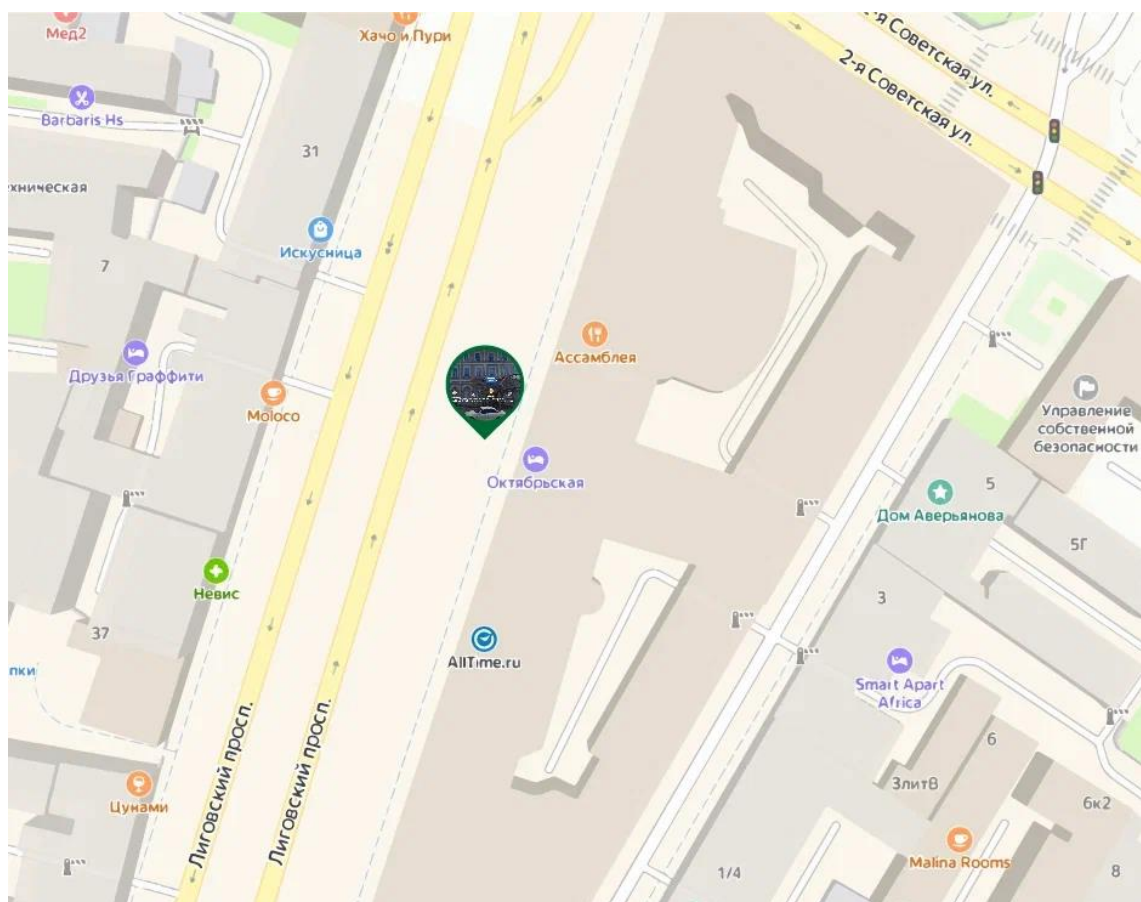 Мед2
Хачо и Пури
-я Советская ул.
2-я Советская ул.
Barbaris Hs
31
ехническая
Искусница
7
Друзья Граффити
Moloco
Ассамблея
Управление
собственной
безопасности
Октябрьская
5
Дом Аверьянова
5Г
Невис
3
37
AllTime.ru
пки
Smart Apart
Africa
6
3литВ
6к2
Цунами
Лиговский просп.
Лиговский просп.
Malina Rooms
1/4
8